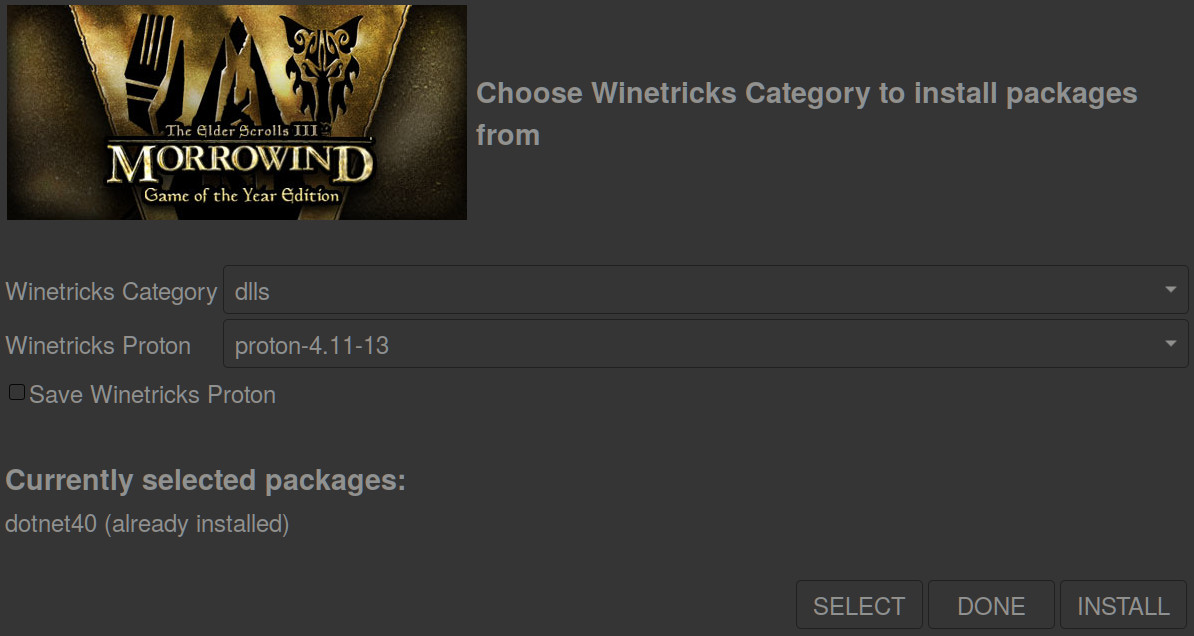 The Elder Scrolls III
MORROWIND
Game of the Year Edition
Choose Winetricks Category to install packages
from
Winetricks Category dlls
Winetricks Proton proton-4.11-13
Save Winetricks Proton
Currently selected packages:
dotnet40 (already installed)
SELECT DONE INSTALL